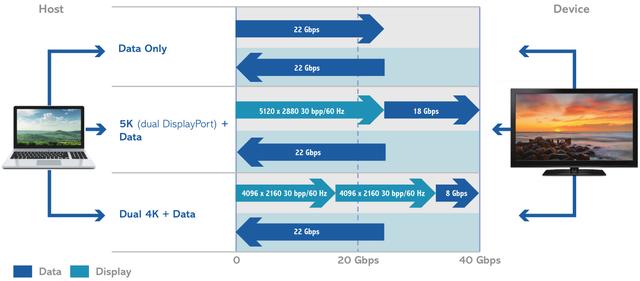 Host
Device
Data Only
22 Gbps
22 Gbps
5K (dual DisplayPort) +
Data
5120 x 2880 30 bpp/60 Hz
18 Gbps
22 Gbps
Dual 4K + Data
4096 x 2160 30 bpp/60 Hz
4096 x 2160 30 bpp/60 Hz
8 Gbps
22 Gbps
0
20 Gbps
40 Gbps
Data
Display